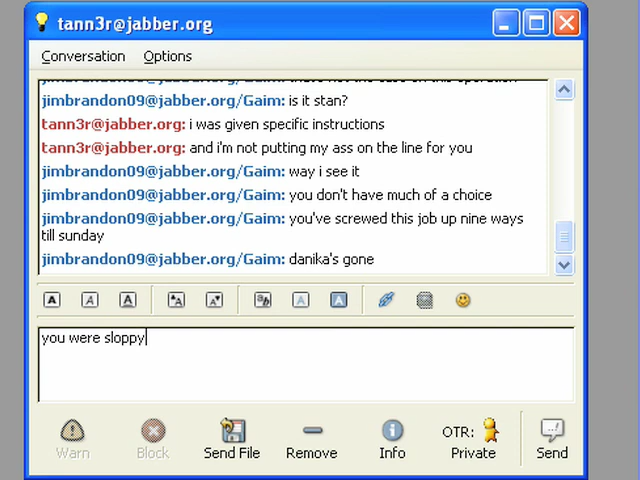 tann3r@jabber.org
Conversation Options
jimbrandon09@jabber.org/Gaim: is it stan?
tann3r@jabber.org: i was given specific instructions
tann3r@jabber.org: and i'm not putting my ass on the line for you
jimbrandon09@jabber.org/Gaim: way i see it
jimbrandon09@jabber.org/Gaim: you don't have much of a choice
jimbrandon09@jabber.org/Gaim: you've screwed this job up nine ways
till sunday
jimbrandon09@jabber.org/Gaim: danika's gone
you were sloppy
OTR:
Warn Block Send File Remove Info Private Send